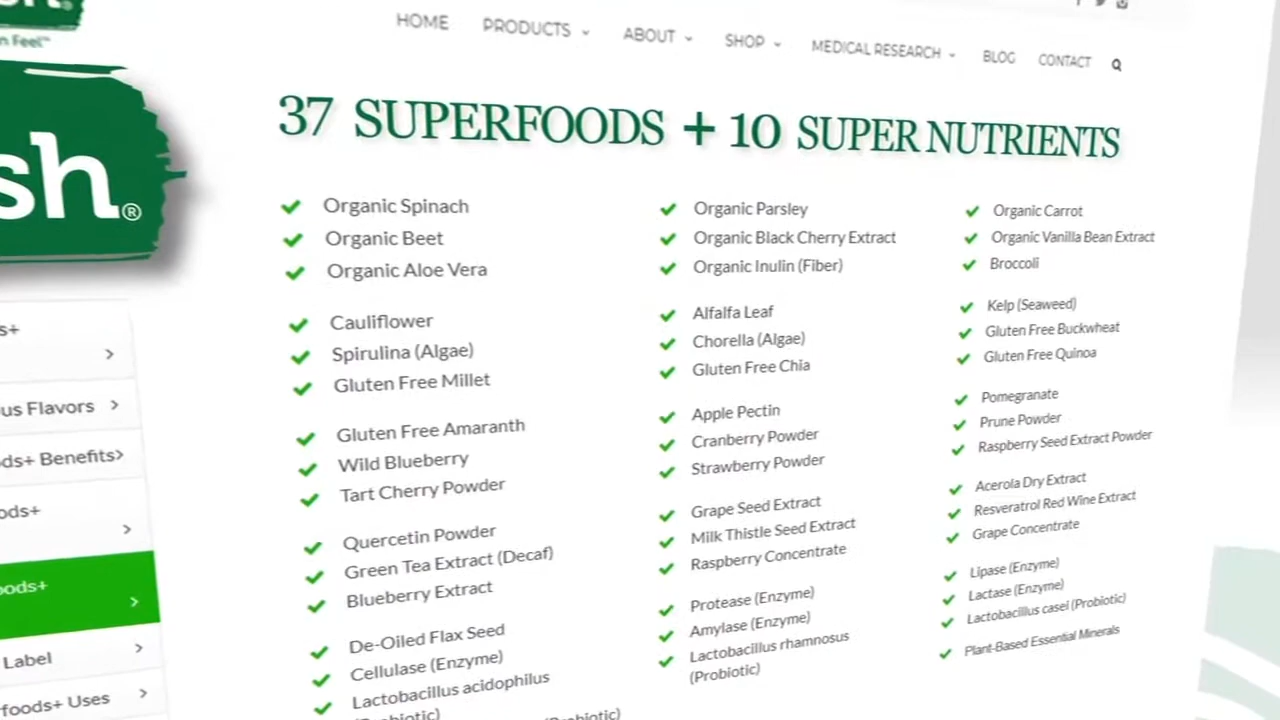 n Feel™
HOME PRODUCTS ABOUT SHOP MEDICAL RESEARCH BLOG CONTACT
sh®
37 SUPERFOODS + 10 SUPER NUTRIENTS
Organic Spinach
Organic Beet
Organic Aloe Vera
Cauliflower
Spirulina (Algae)
Gluten Free Millet
Gluten Free Amaranth
Wild Blueberry
Tart Cherry Powder
Quercetin Powder
Green Tea Extract (Decaf)
Blueberry Extract
De-Oiled Flax Seed
Cellulase (Enzyme)
Lactobacillus acidophilus
(Probiotic)
Organic Parsley
Organic Black Cherry Extract
Organic Inulin (Fiber)
Alfalfa Leaf
Chorella (Algae)
Gluten Free Chia
Apple Pectin
Cranberry Powder
Strawberry Powder
Grape Seed Extract
Milk Thistle Seed Extract
Raspberry Concentrate
Protease (Enzyme)
Amylase (Enzyme)
Lactobacillus rhamnosus
(Probiotic)
(Probiotic)
Organic Carrot
Organic Vanilla Bean Extract
Broccoli
Kelp (Seaweed)
Gluten Free Buckwheat
Gluten Free Quinoa
Pomegranate
Prune Powder
Raspberry Seed Extract Powder
Acerola Dry Extract
Resveratrol Red Wine Extract
Grape Concentrate
Lipase (Enzyme)
Lactase (Enzyme)
Lactobacillus casei (Probiotic)
Plant-Based Essential Minerals
s+
us Flavors
ds+ Benefits
ods+
oods+
Label
foods+ Uses